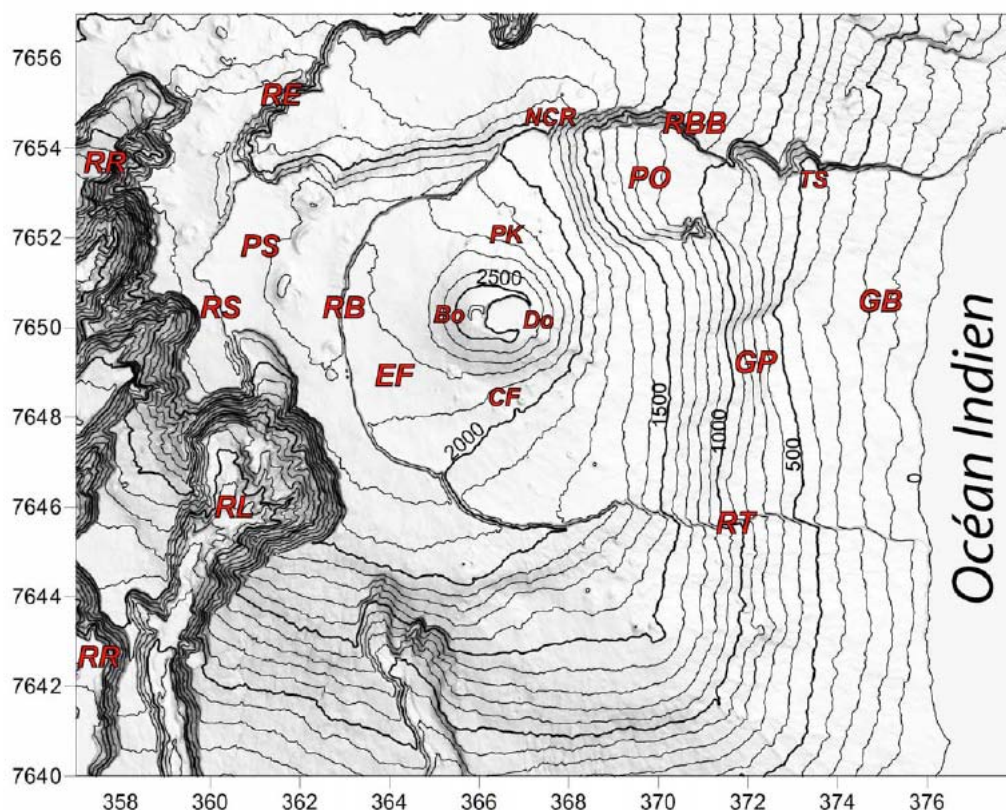 7656
7654
7652
7650
7648
7646
7644
7642
7640
RE
NCR
RBB
RR
PO
TS
PS
PK
2500
RS
RB
Bo
Do
GB
EF
GP
CF
1500
1000
2000
500
0
RL
RT
RR
Océan Indien
358 360 362 364 366 368 370 372 374 376